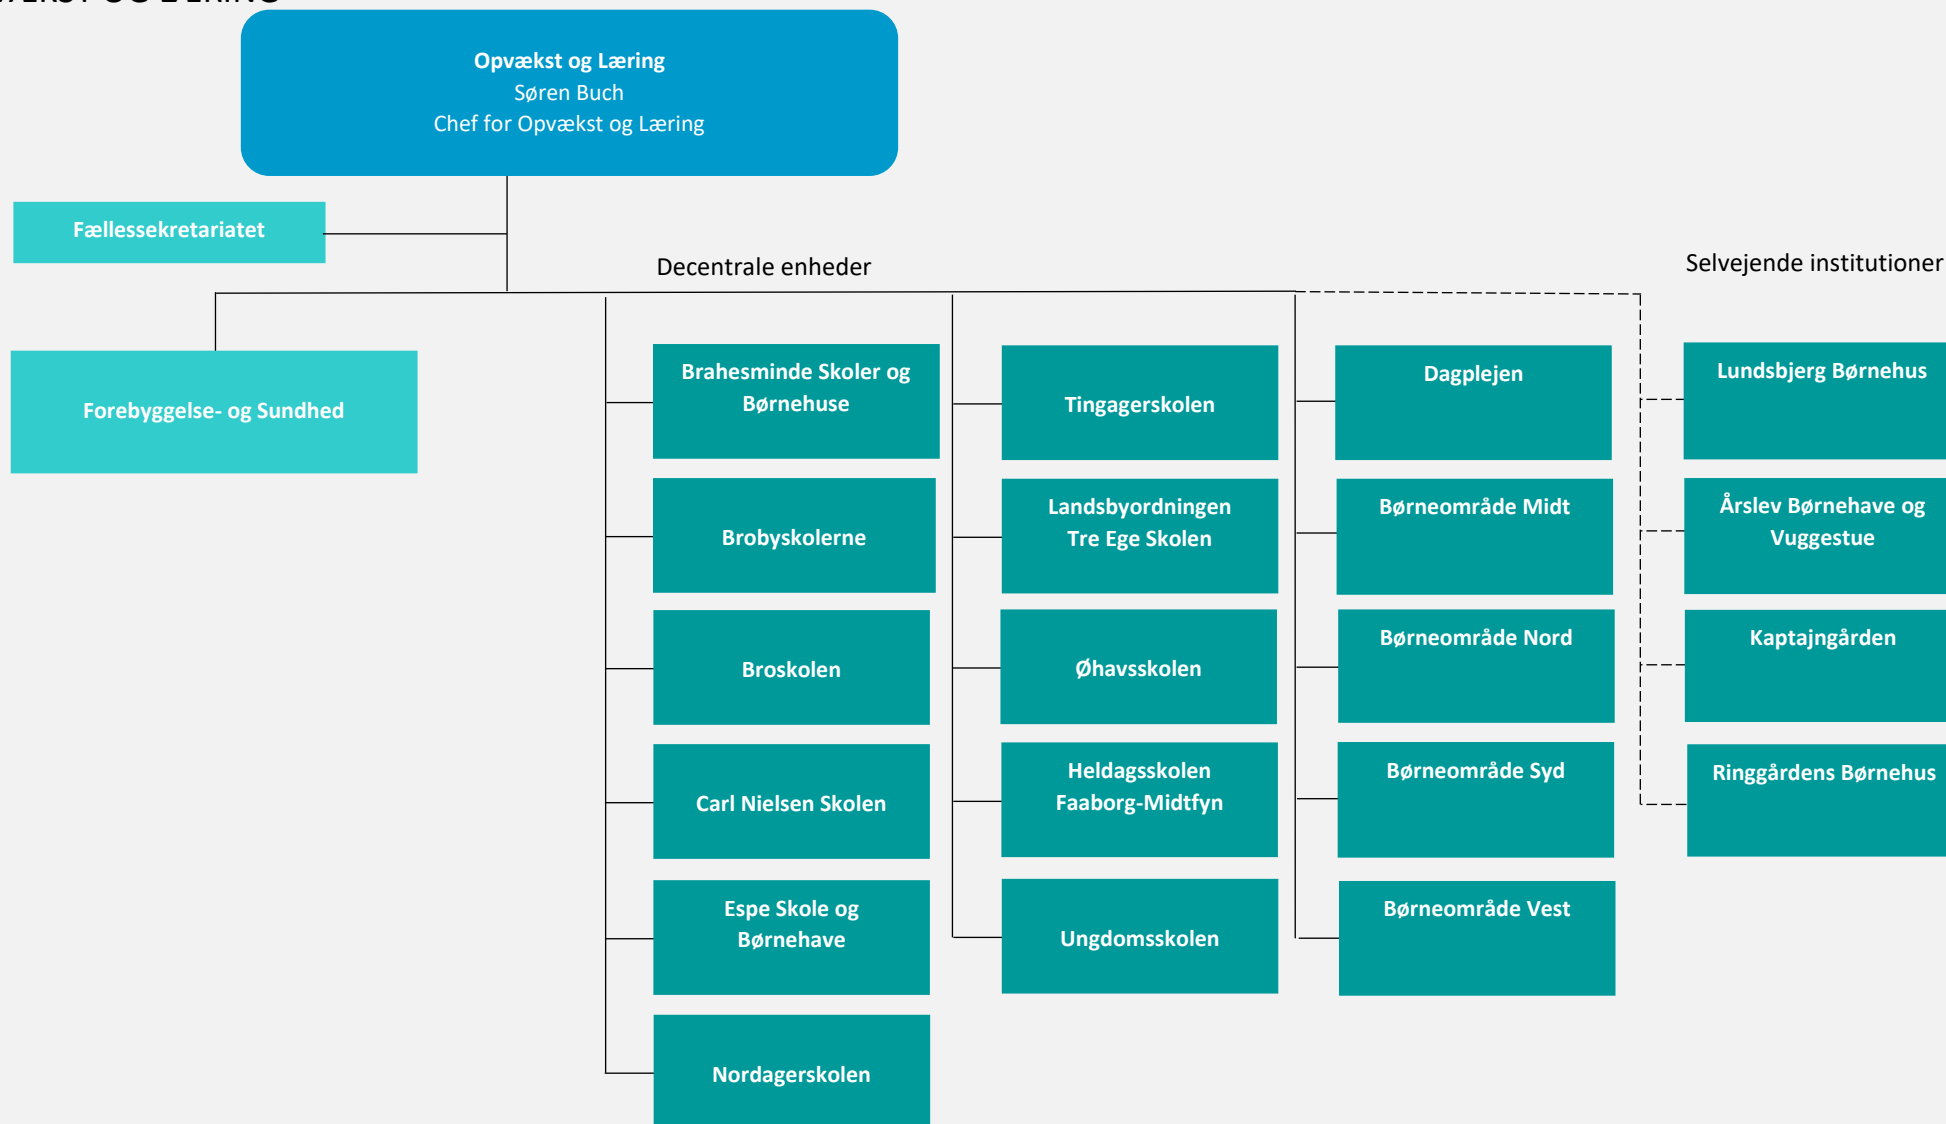 OG
Opvækst og Læring
Søren Buch
Chef for Opvækst og Læring
Fællessekretariatet
Decentrale enheder
Selvejende institutioner
Forebyggelse- og Sundhed
Brahesminde Skoler og
Børnehuse
Brobyskolerne
Broskolen
Carl Nielsen Skolen
Espe Skole og
Børnehave
Nordagerskolen
Tingagerskolen
Landsbyordningen
Tre Ege Skolen
Øhavsskolen
Heldagsskolen
Faaborg-Midtfyn
Ungdomsskolen
Dagplejen
Børneområde Midt
Børneområde Nord
Børneområde Syd
Børneområde Vest
Lundsbjerg Børnehus
Årslev Børnehave og
Vuggestue
Kaptajngården
Ringgårdens Børnehus